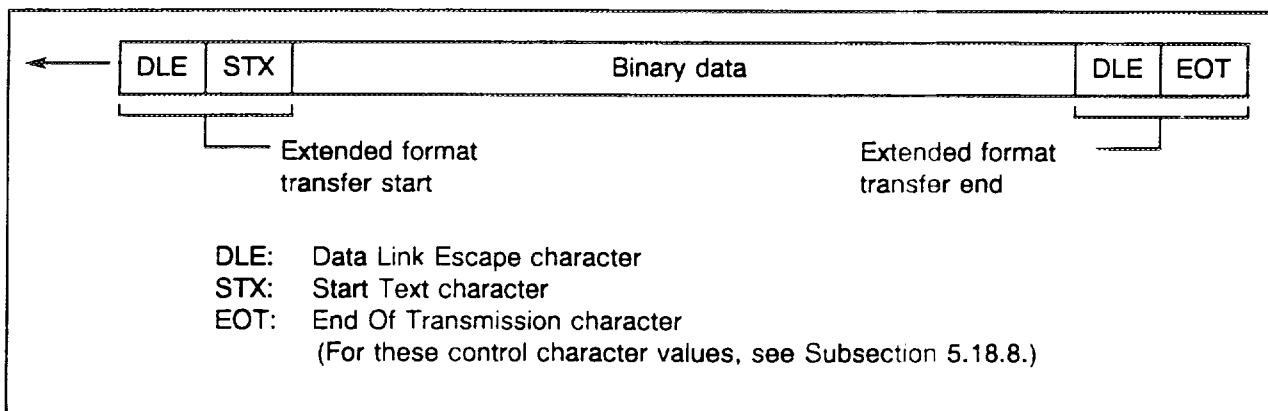 DLE STX Binary data DLE EOT
Extended format
transfer start
Extended format
transfer end
DLE: Data Link Escape character
STX: Start Text character
EOT: End Of Transmission character
(For these control character values, see Subsection 5.18.8.)